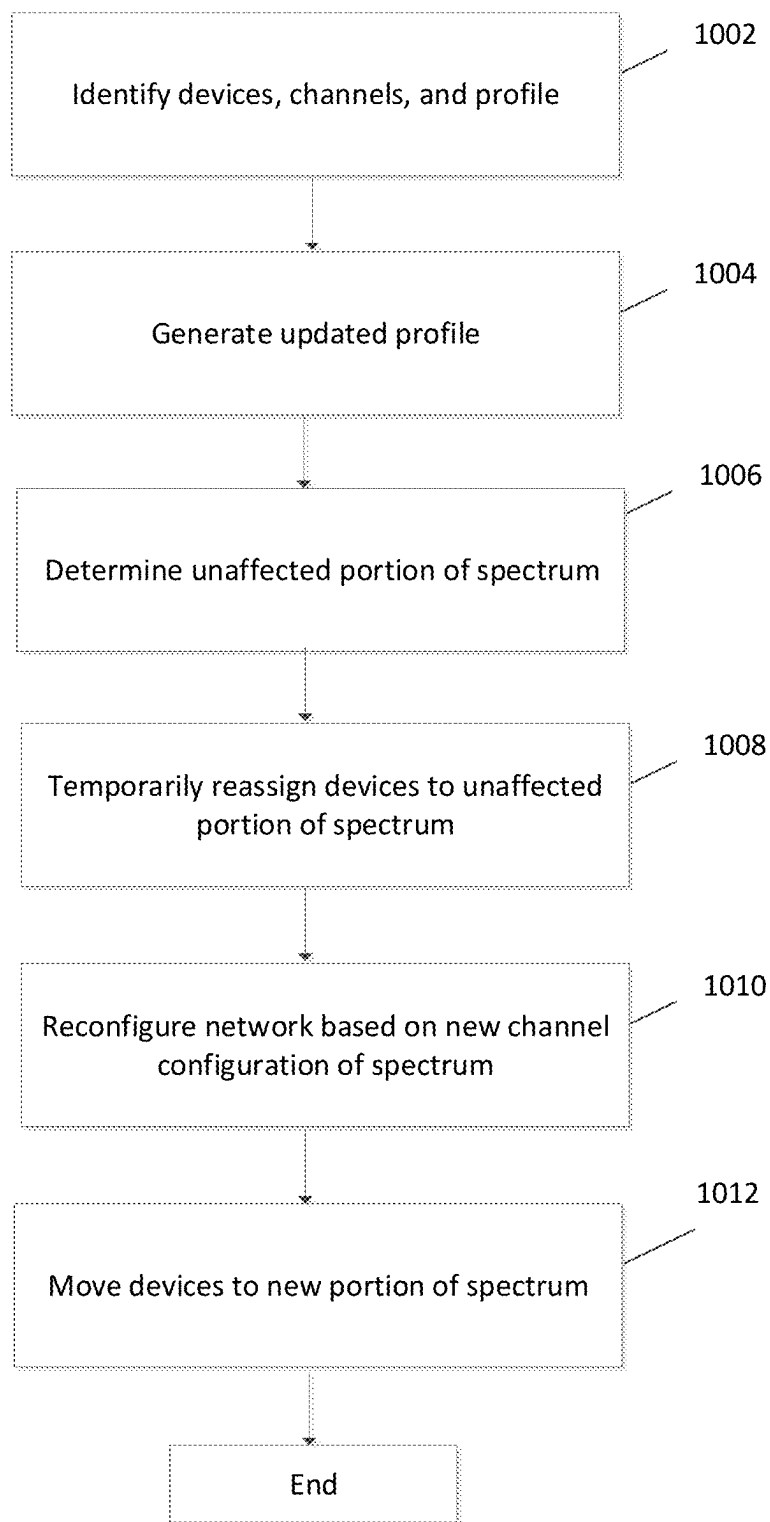 1002
Identify devices, channels, and profile
1004
Generate updated profile
1006
Determine unaffected portion of spectrum
1008
Temporarily reassign devices to unaffected
portion of spectrum
1010
Reconfigure network based on new channel
configuration of spectrum
1012
Move devices to new portion of spectrum
End